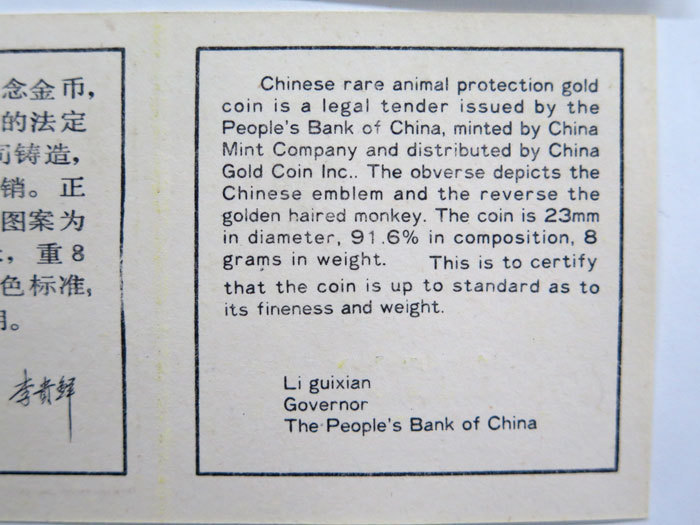 念金币,
的法定
铸造,
销。正
图案为
，重8
色标准,
。
李贵鲜
Chinese rare animal protection gold
coin is a legal tender issued by the
People's Bank of China, minted by China
Mint Company and distributed by China
Gold Coin Inc.. The obverse depicts the
Chinese emblem and the reverse the
golden haired monkey. The coin is 23mm
in diameter, 91.6% in composition, 8
grams in weight. This is to certify
that the coin is up to standard as to
its fineness and weight.
Li guixian
Governor
The People's Bank of China